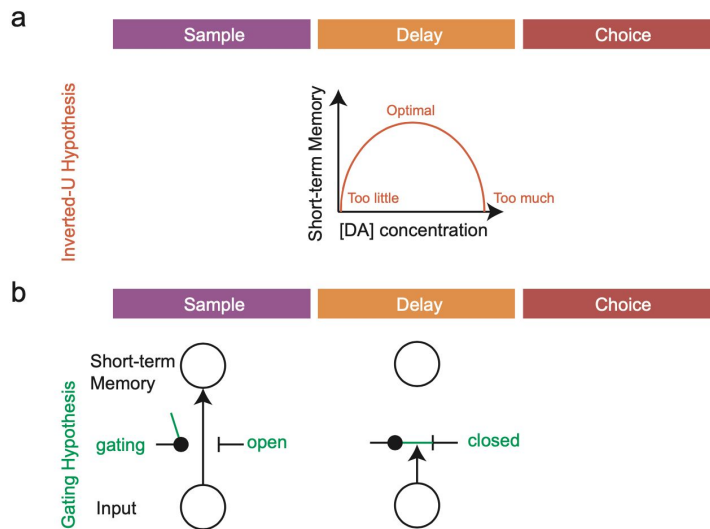 a
Sample Delay Choice
Inverted-U Hypothesis
Short-term Memory
Optimal
Too little
Too much
[DA] concentration
b
Sample Delay Choice
Gating Hypothesis
Short-term
Memory
gating
open
closed
Input